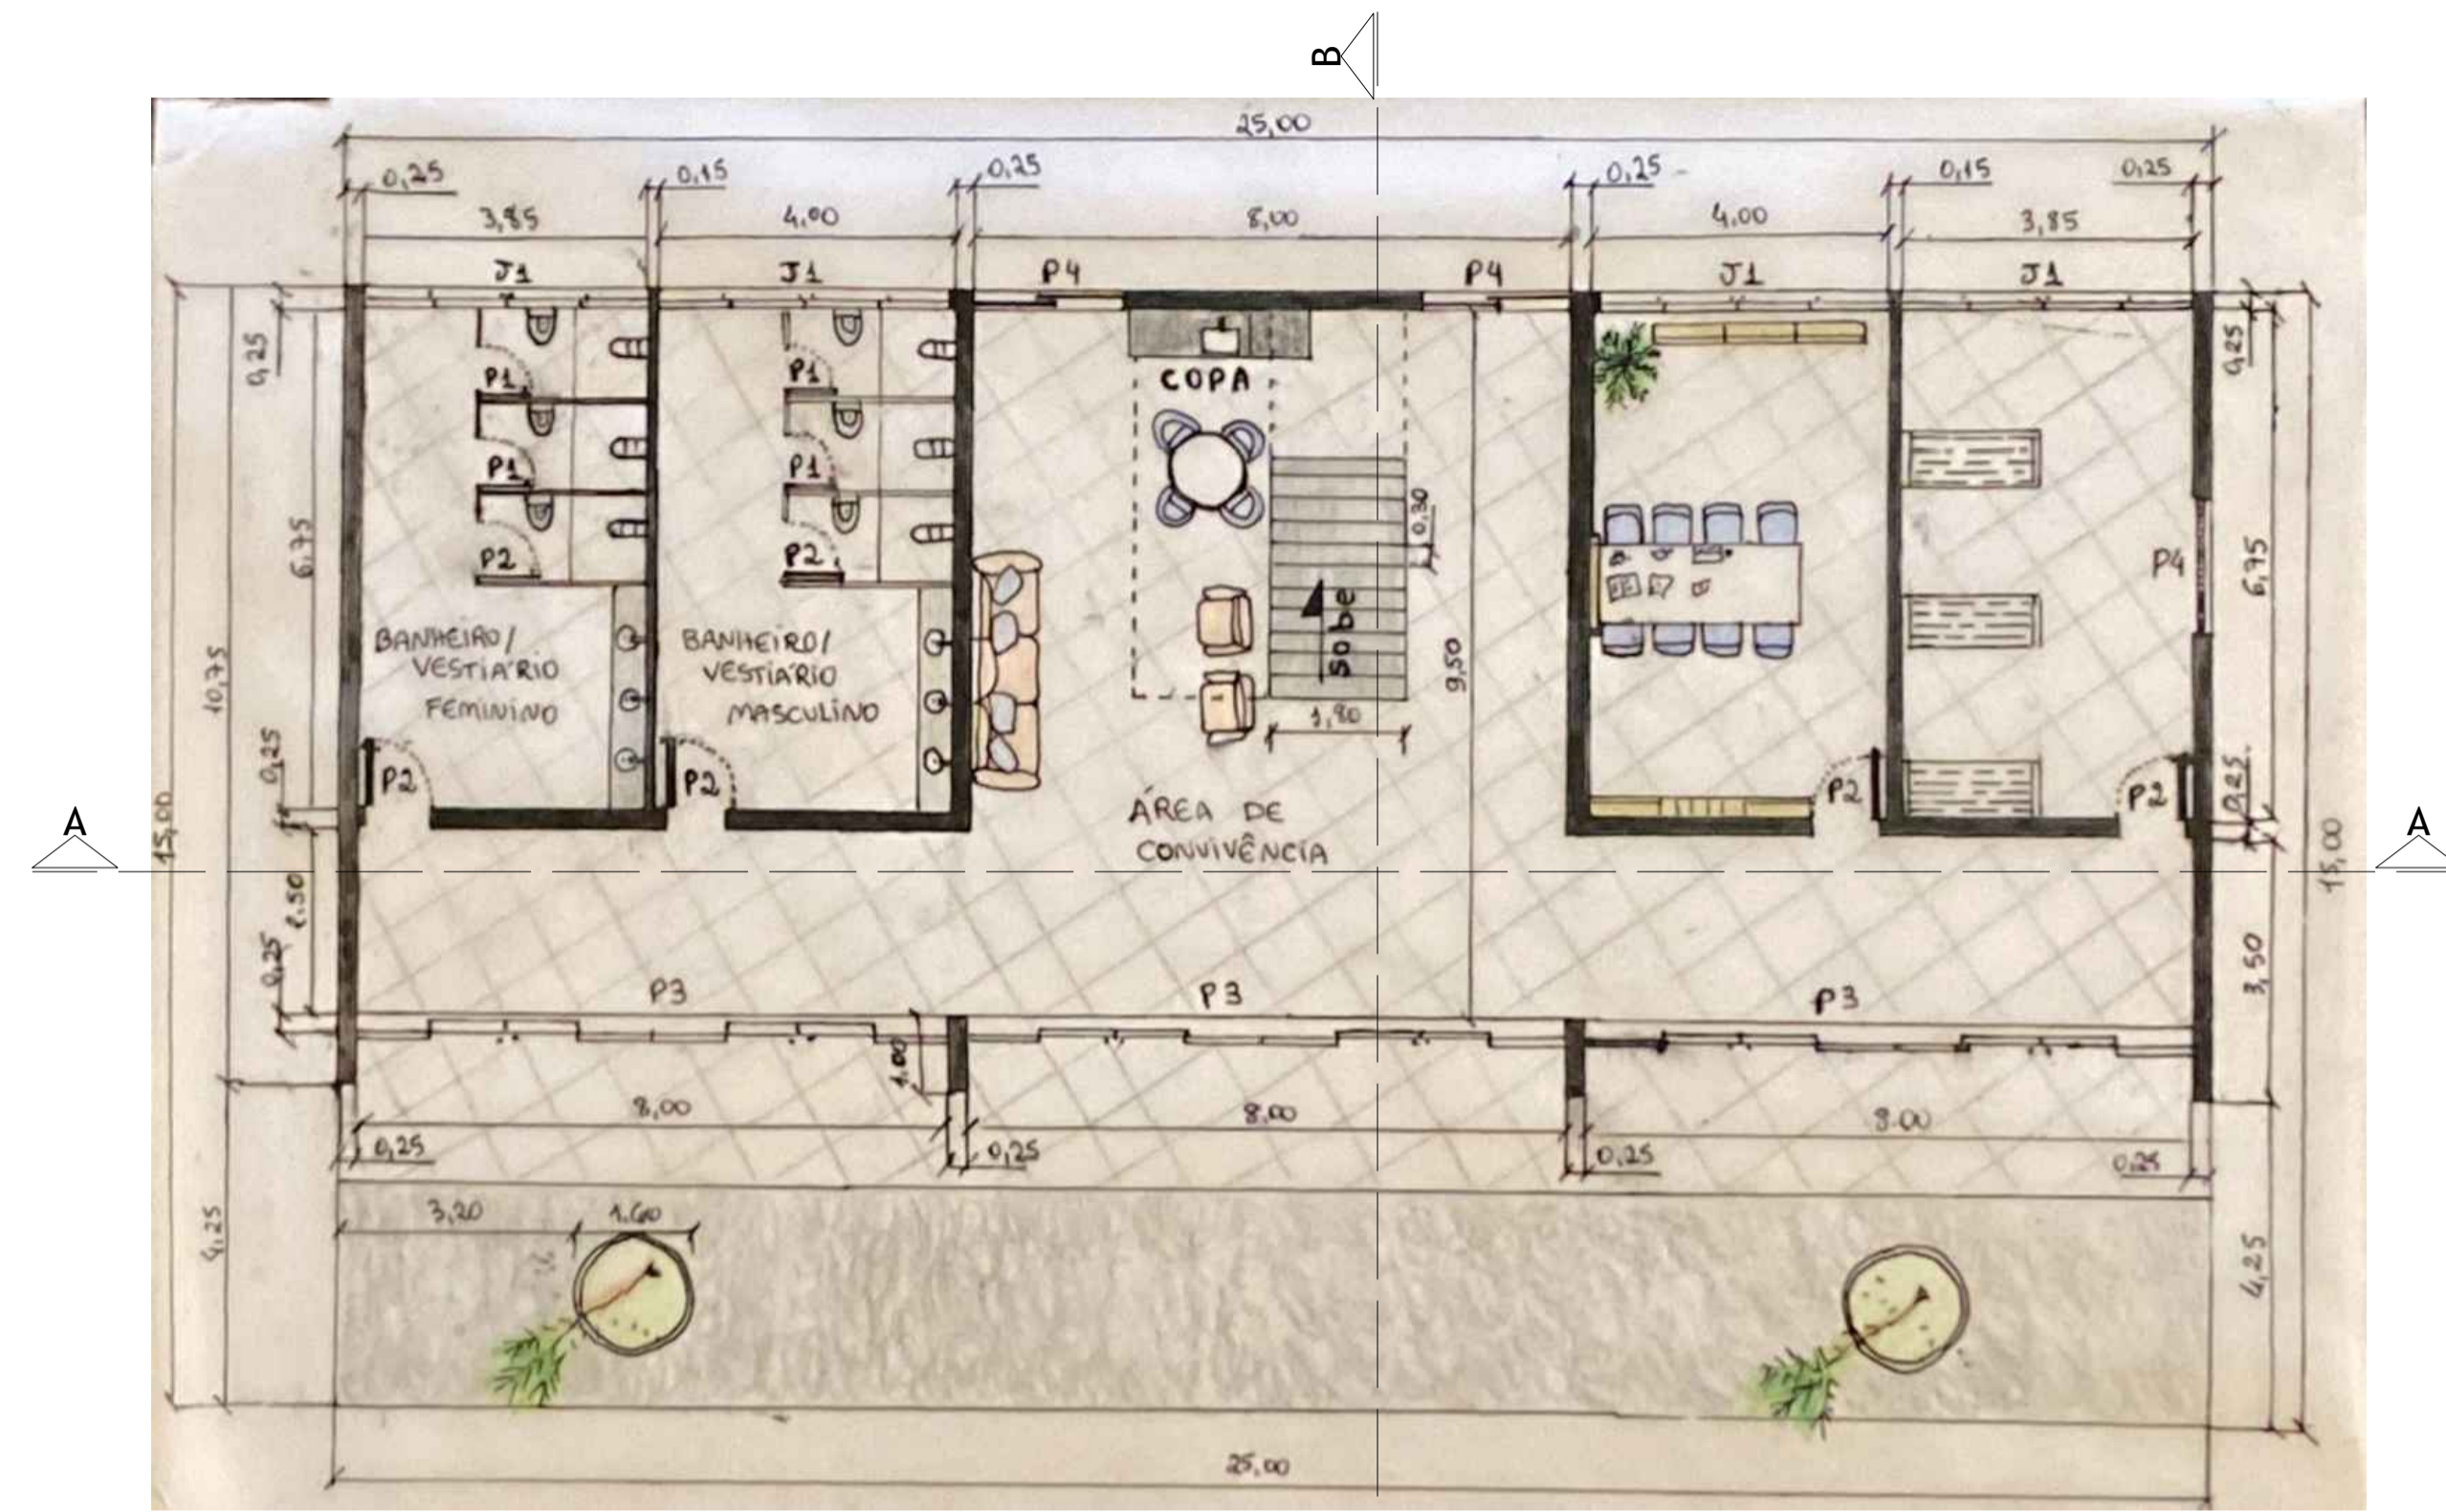 B
25,00
0,25
0,15
0,25
0,25
0,15
0,25
3,85
4,00
8,00
4,00
3,85
J1
J1
P4
P4
J1
J1
0,25
0,25
P1
P1
COPA
P1
P1
0,30
6,75
P2
P2
P4
6,75
sobe
BANHEIRO/
VESTIÁRIO
FEMININO
BANHEIRO/
VESTIÁRIO
MASCULINO
10,75
9,50
1,80
0,25
P2
P2
P2
P2
0,25
A
15,00
ÁREA DE
CONVIVÊNCIA
15,00
A
2,50
0,25
P3
P3
P3
3,50
1,00
8,00
8,00
8,00
0,25
0,25
0,25
0,25
3,20
1,60
4,25
4,25
25,00